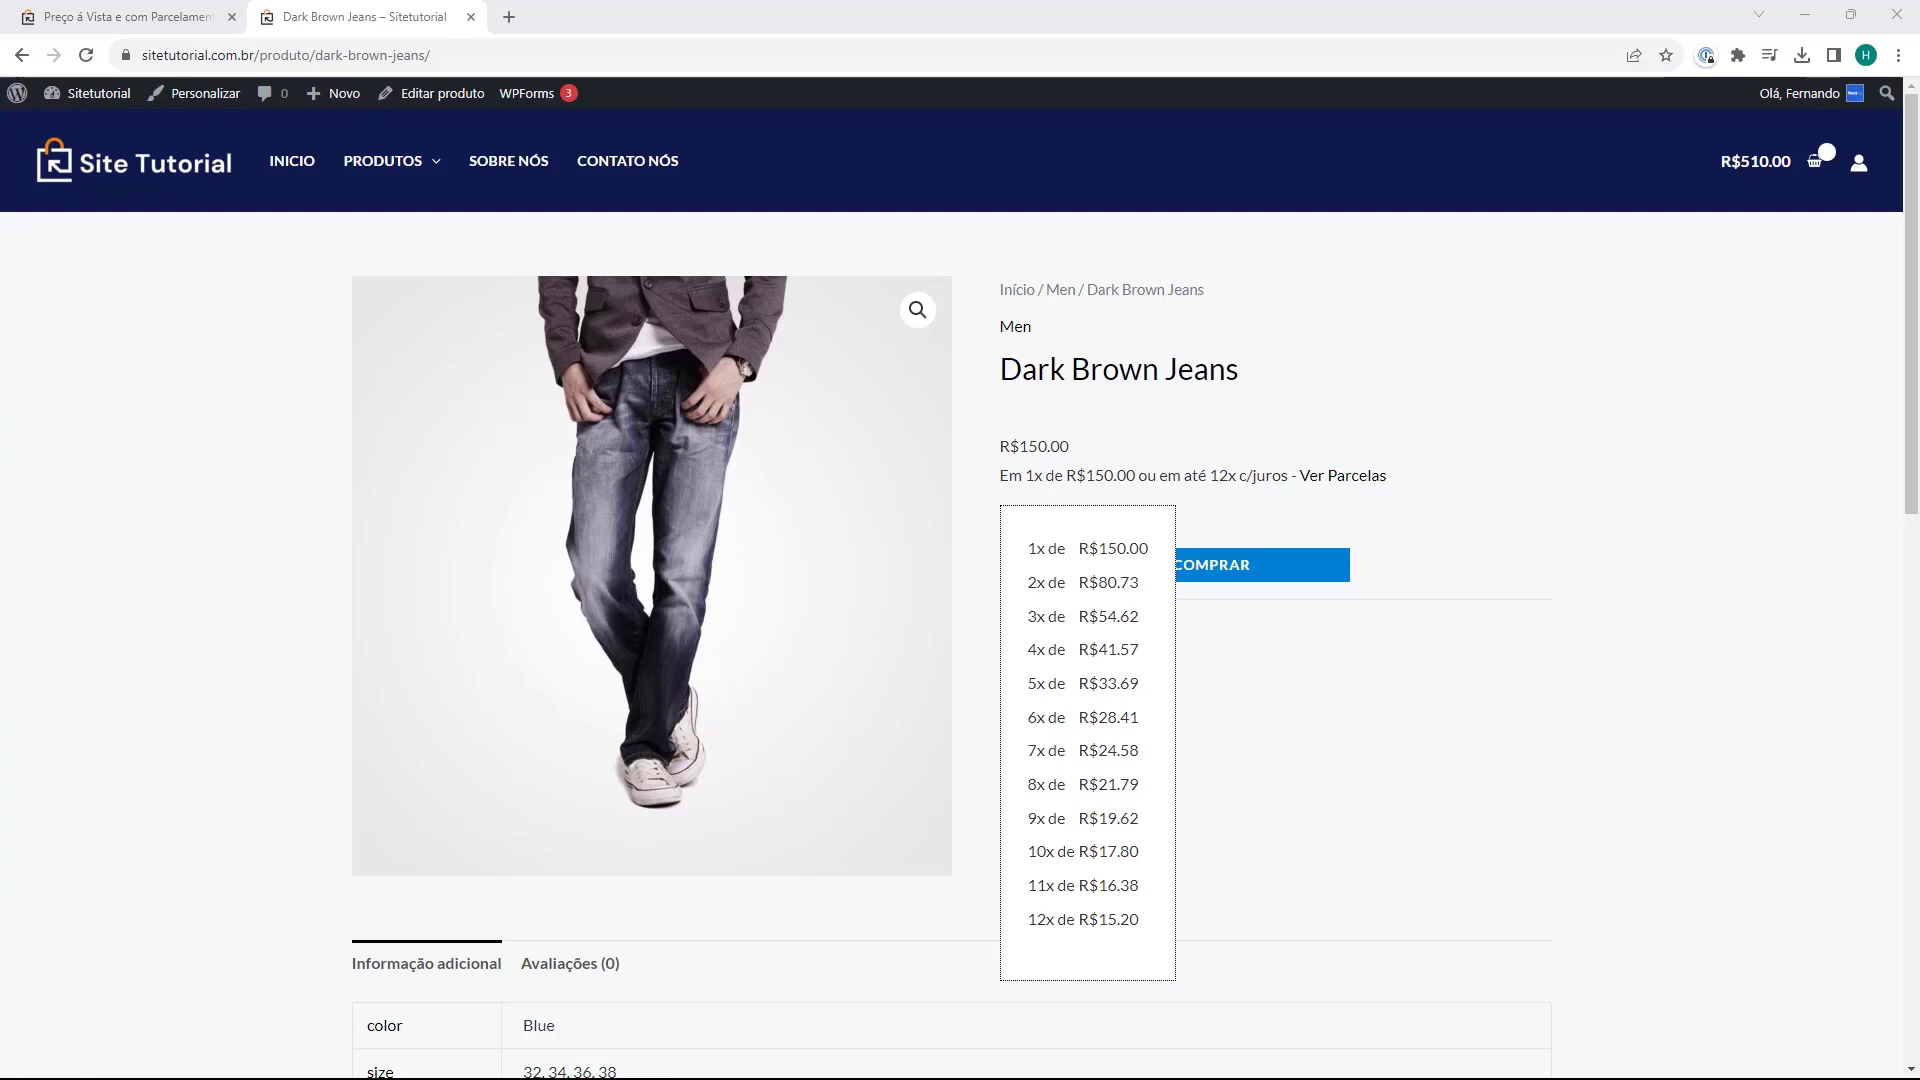 Preço á Vista e com Parcelamen
Dark Brown Jeans – Sitetutorial
sitetutorial.com.br/produto/dark-brown-jeans/
H
Sitetutorial
Personalizar
0
Novo
Editar produto
WPForms 3
Olá, Fernando
Site Tutorial
INICIO
PRODUTOS
SOBRE NÓS
CONTATO NÓS
R$510.00
Início / Men / Dark Brown Jeans
Men
Dark Brown Jeans
R$150.00
Em 1x de R$150.00 ou em até 12x c/juros - Ver Parcelas
1x de R$150.00
COMPRAR
2x de R$80.73
3x de R$54.62
4x de R$41.57
5x de R$33.69
6x de R$28.41
7x de R$24.58
8x de R$21.79
9x de R$19.62
10x de R$17.80
11x de R$16.38
12x de R$15.20
Informação adicional
Avaliações (0)
color Blue
size 32, 34, 36, 38